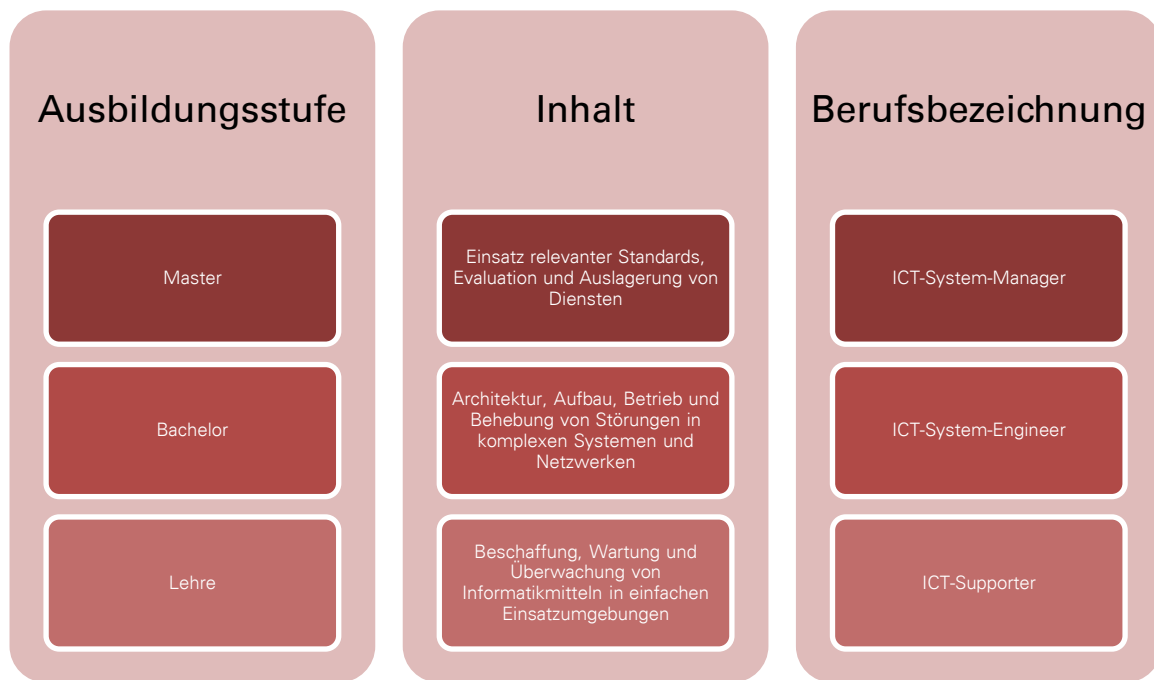 Ausbildungsstufe
Inhalt
Berufsbezeichnung
Master
Einsatz relevanter Standards,
Evaluation und Auslagerung von
Diensten
ICT-System-Manager
Bachelor
Architektur, Aufbau, Betrieb und
Behebung von Störungen in
komplexen Systemen und
Netzwerken
ICT-System-Engineer
Lehre
Beschaffung, Wartung und
Überwachung von
Informatikmitteln in einfachen
Einsatzumgebungen
ICT-Supporter